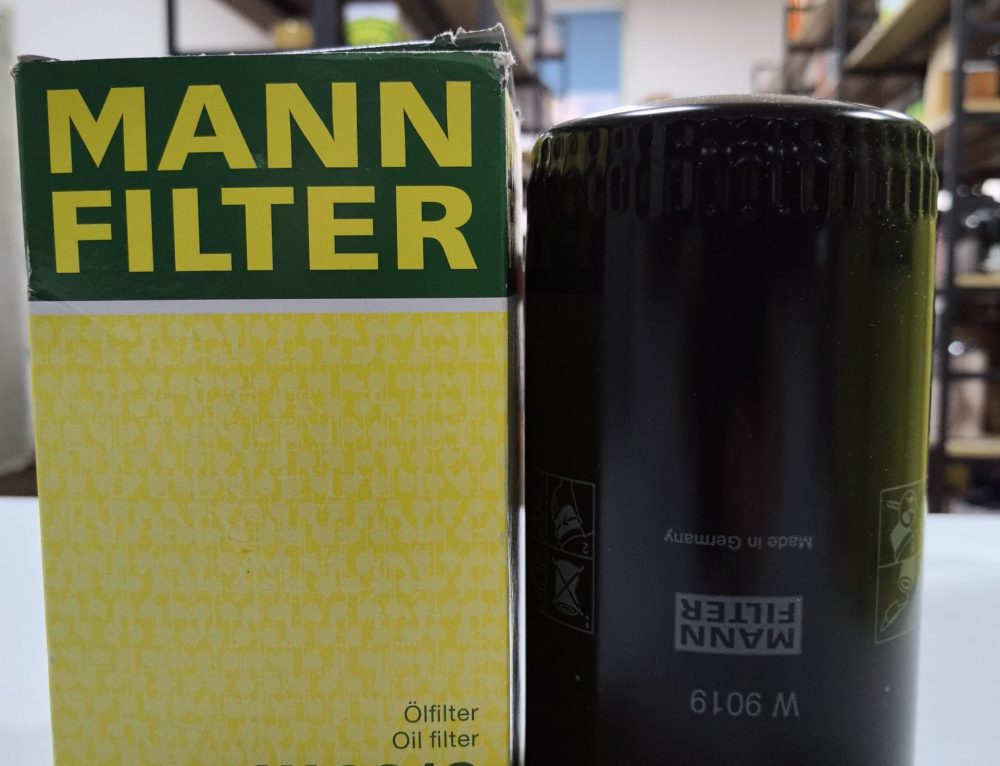 MANN
FILTER
Ölfilter
Oil filter
W 9019
MANN
FILTER
Made in Germany